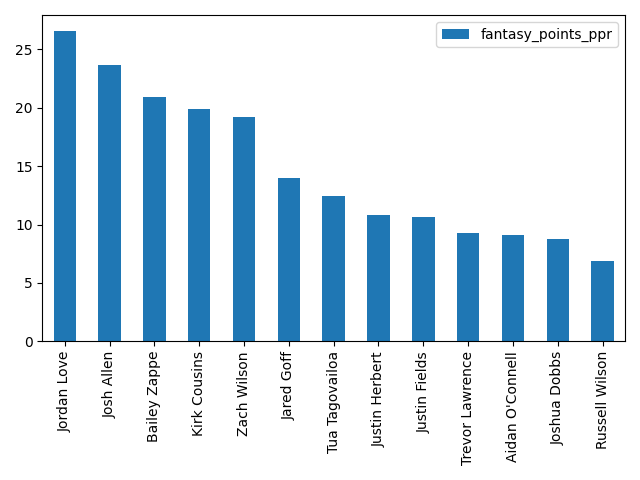 fantasy_points_ppr
25
20
15
10
5
0
Jordan Love
Josh Allen
Bailey Zappe
Kirk Cousins
Zach Wilson
Jared Goff
Tua Tagovailoa
Justin Herbert
Justin Fields
Trevor Lawrence
Aidan O'Connell
Joshua Dobbs
Russell Wilson